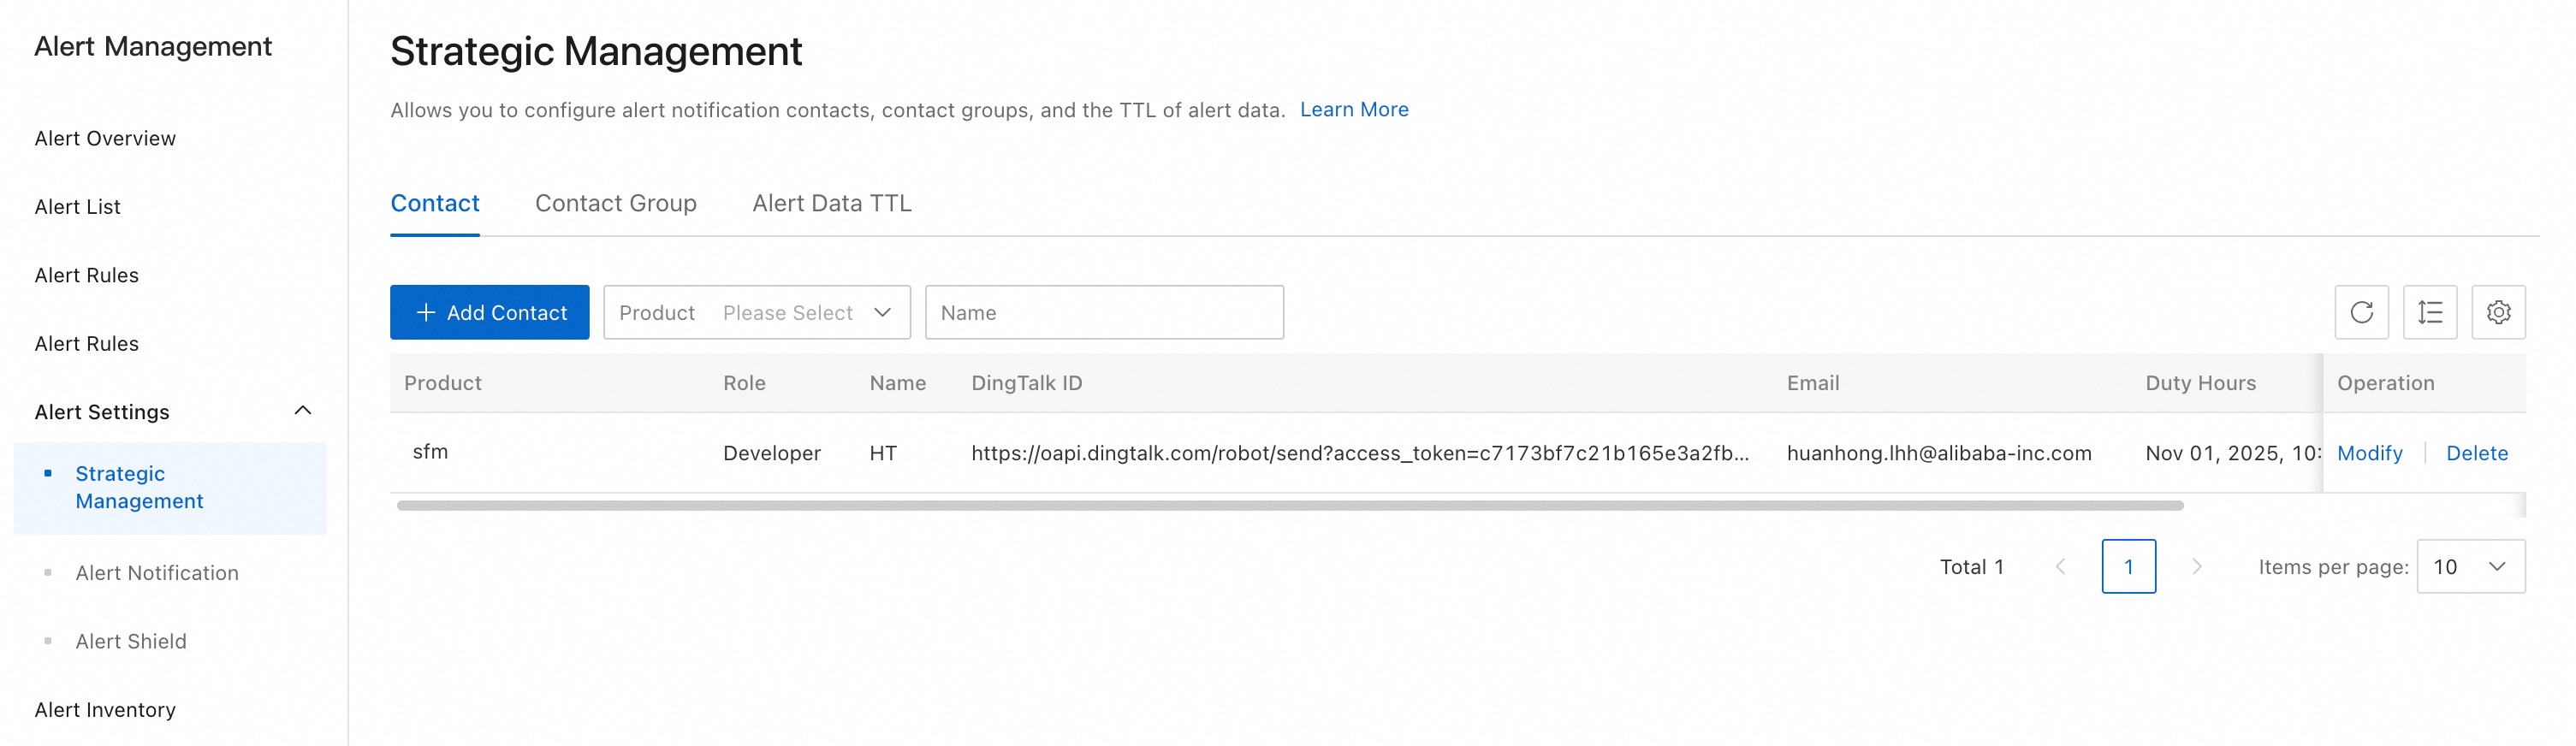 Alert Management
Alert Overview
Alert List
Alert Rules
Alert Rules
Alert Settings
Strategic
Management
Alert Notification
Alert Shield
Alert Inventory
Strategic Management
Allows you to configure alert notification contacts, contact groups, and the TTL of alert data. Learn More
Contact Contact Group Alert Data TTL
+ Add Contact Product Please Select Name
Product Role Name DingTalk ID Email Duty Hours Operation
sfm Developer HT https://oapi.dingtalk.com/robot/send?access_token=c7173bf7c21b165e3a2fb... huanhong.lhh@alibaba-inc.com Nov 01, 2025, 10: Modify Delete
Total 1 1 Items per page: 10